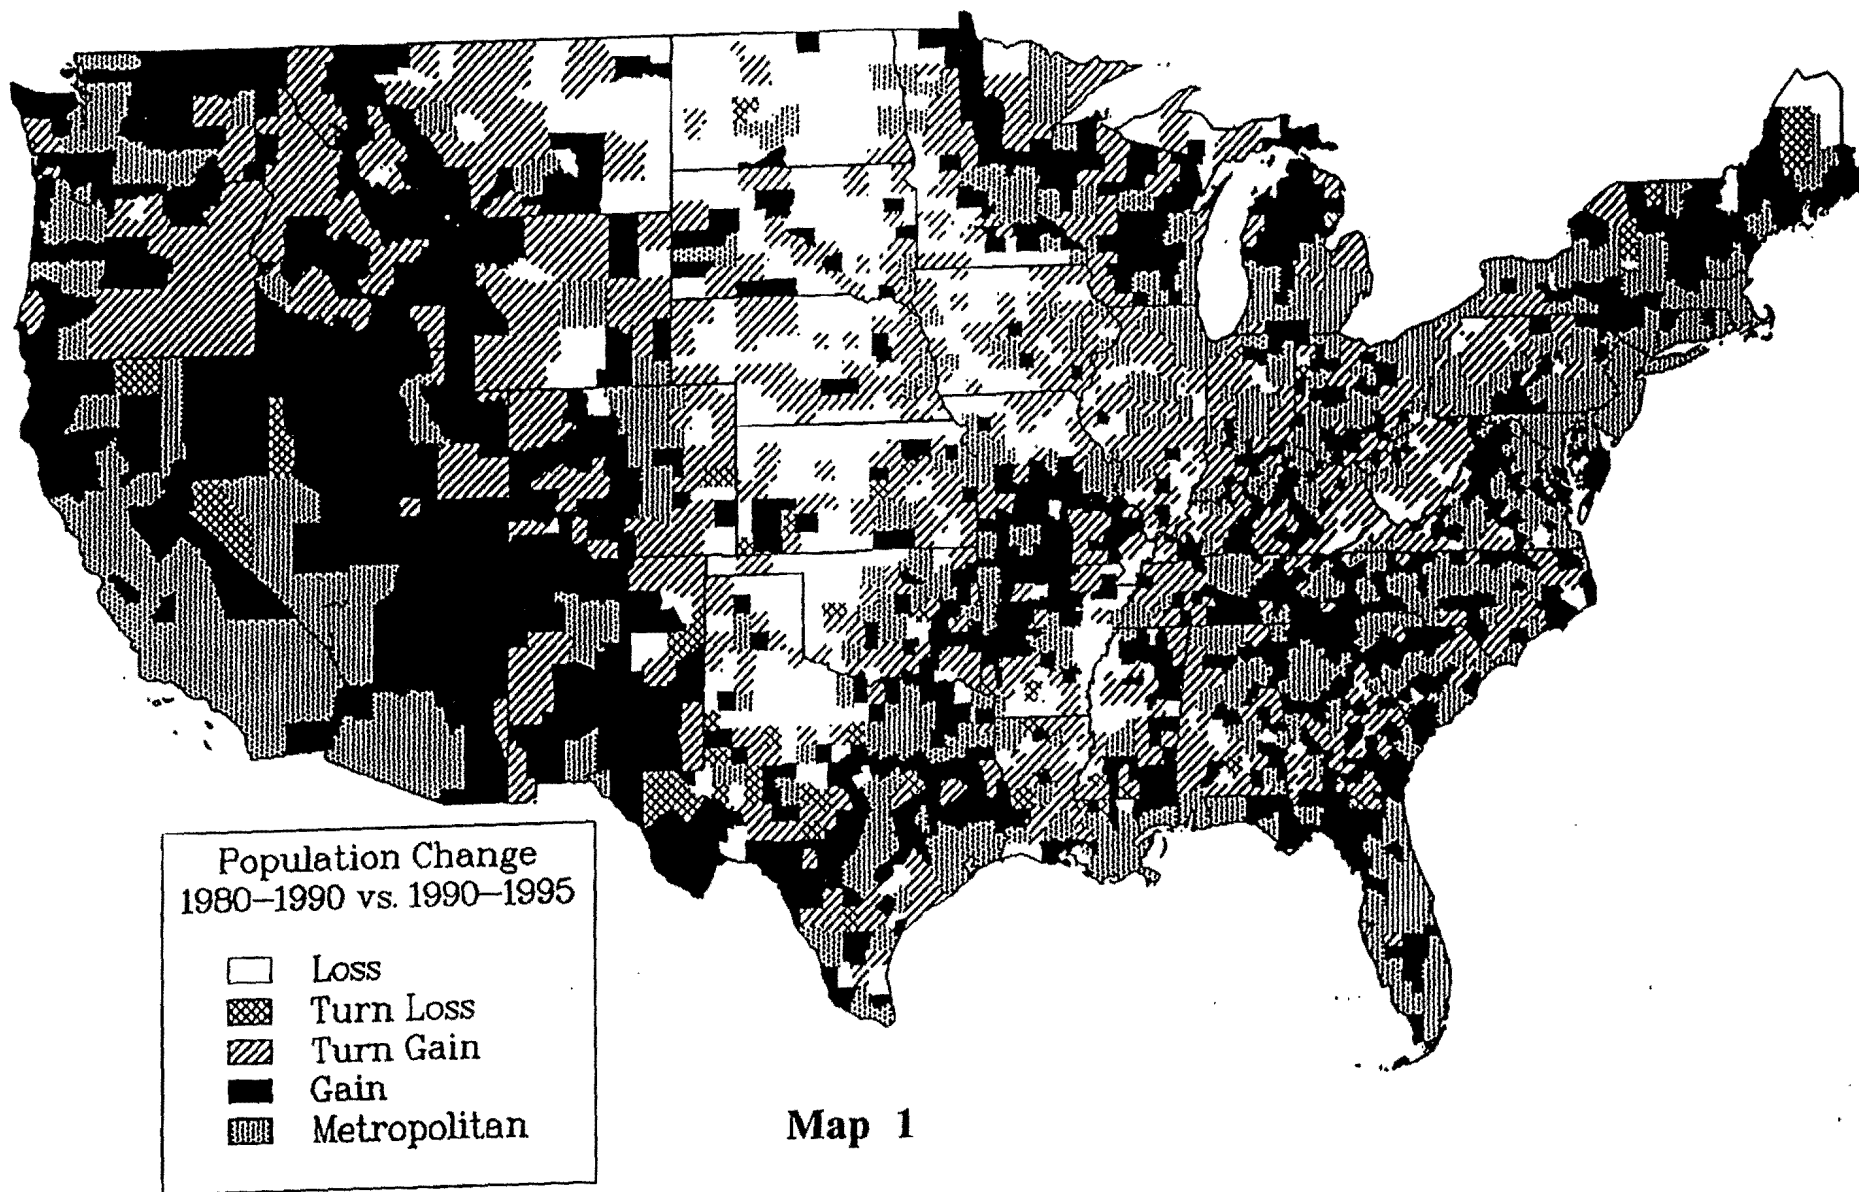 Population Change
1980–1990 vs. 1990–1995
Loss
Turn Loss
Turn Gain
Gain
Metropolitan
Map 1